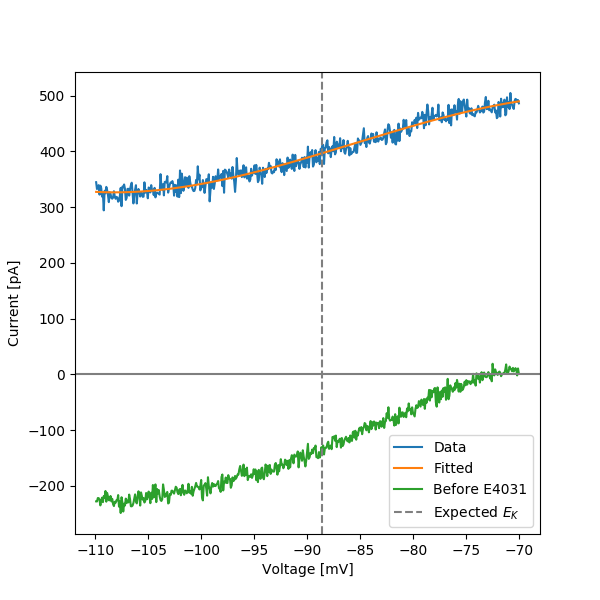 500
400
300
200
100
0
−100
−200
Current [pA]
−110
−105
−100
−95
−90
−85
−80
−75
−70
Voltage [mV]
Data
Fitted
Before E4031
Expected E_K